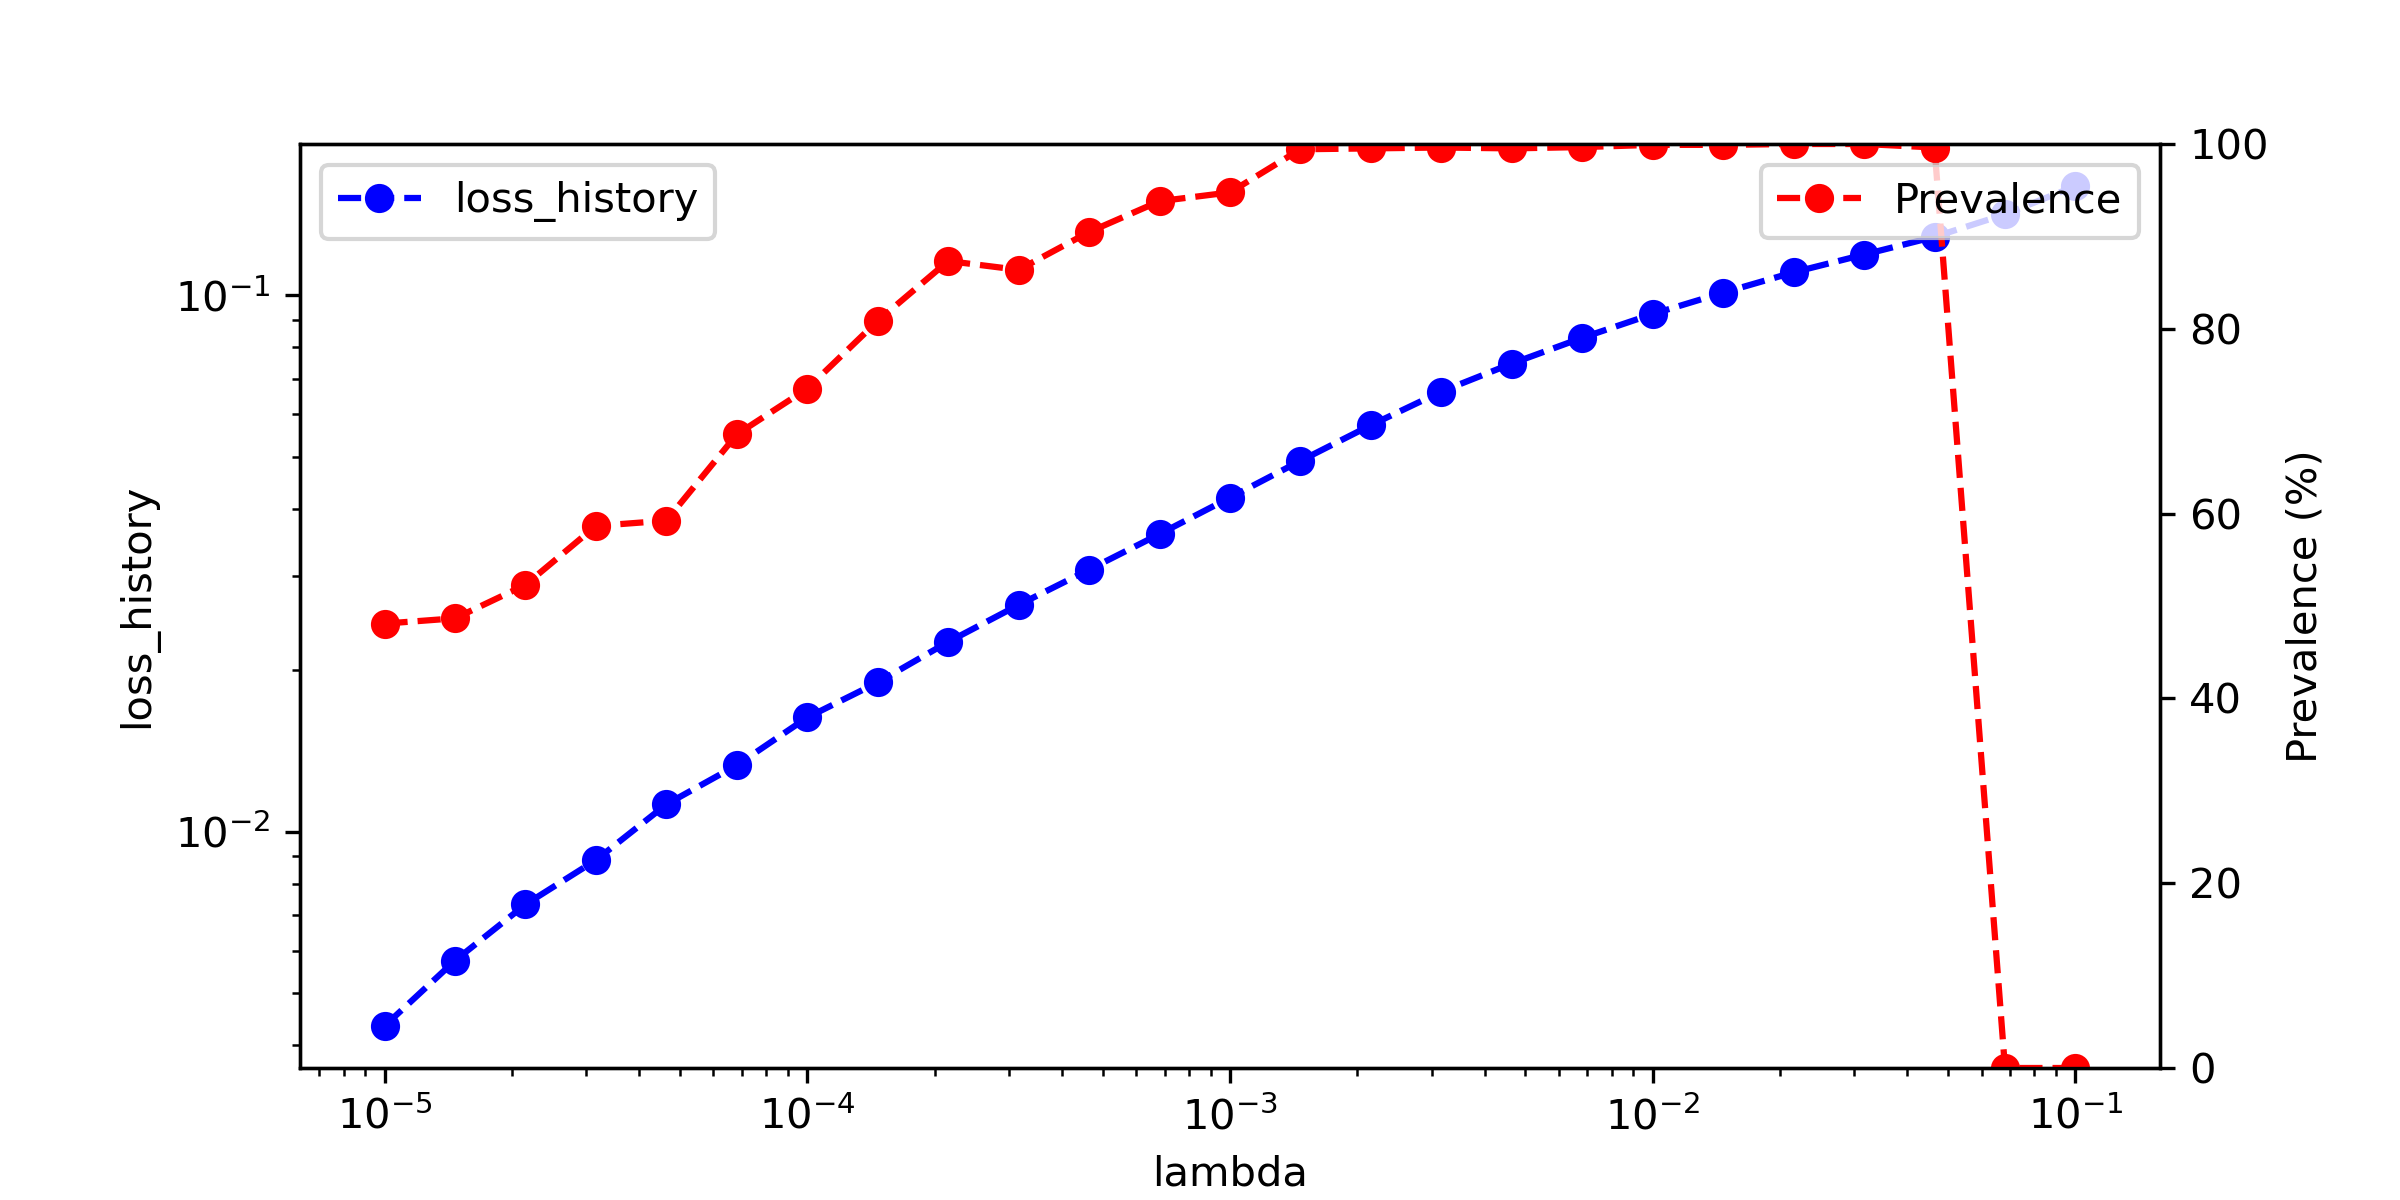 loss_history
Prevalence
10⁻¹
10⁻²
loss_history
100
80
60
40
20
0
Prevalence (%)
10⁻⁵ 10⁻⁴ 10⁻³ 10⁻² 10⁻¹
lambda